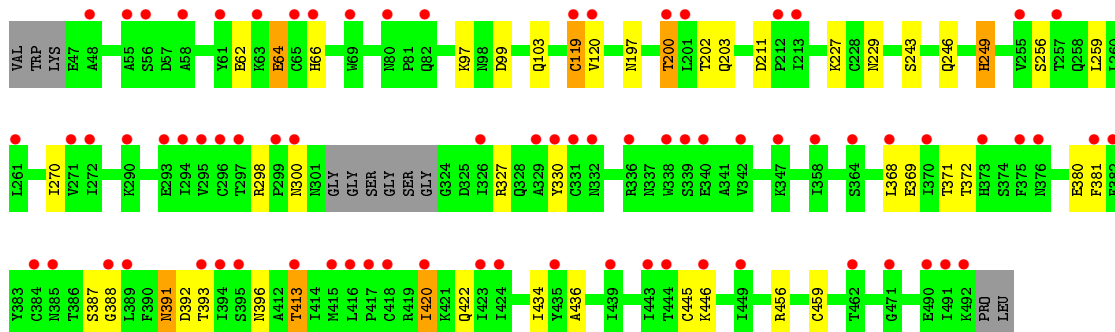 VAL TRP LYS E47 A48 A55 S56 D57 A58 Y61 E62 K63 E64 C65 H66 W69 N80 P81 Q82 K97 N98 D99 Q103 C119 V120 N197 T200 L201 T202 Q203 D211 P212 I213 K227 C228 N229 S243 Q246 H249 V255 S256 T257 Q258 L259 L260
L261 I270 V271 I272 K290 E293 I294 V295 C296 T297 R298 P299 N300 N301 GLY GLY SER GLY SER GLY G324 D325 I326 R327 Q328 A329 Y330 C331 N332 R336 N337 W338 S339 E340 A341 V342 K347 I358 S364 L368 E369 I370 T371 T372 H373 S374 F375 N376 E380 F381
Y383 C384 N385 T386 S387 G388 L389 F390 N391 D392 T393 I394 S395 N396 A412 T413 I414 M415 L416 P417 C418 R419 I420 K421 Q422 I423 I424 I434 Y435 A436 I439 I443 T444 C445 K446 I449 R456 C459 T462 G471 E490 I491 K492 PRO LEU